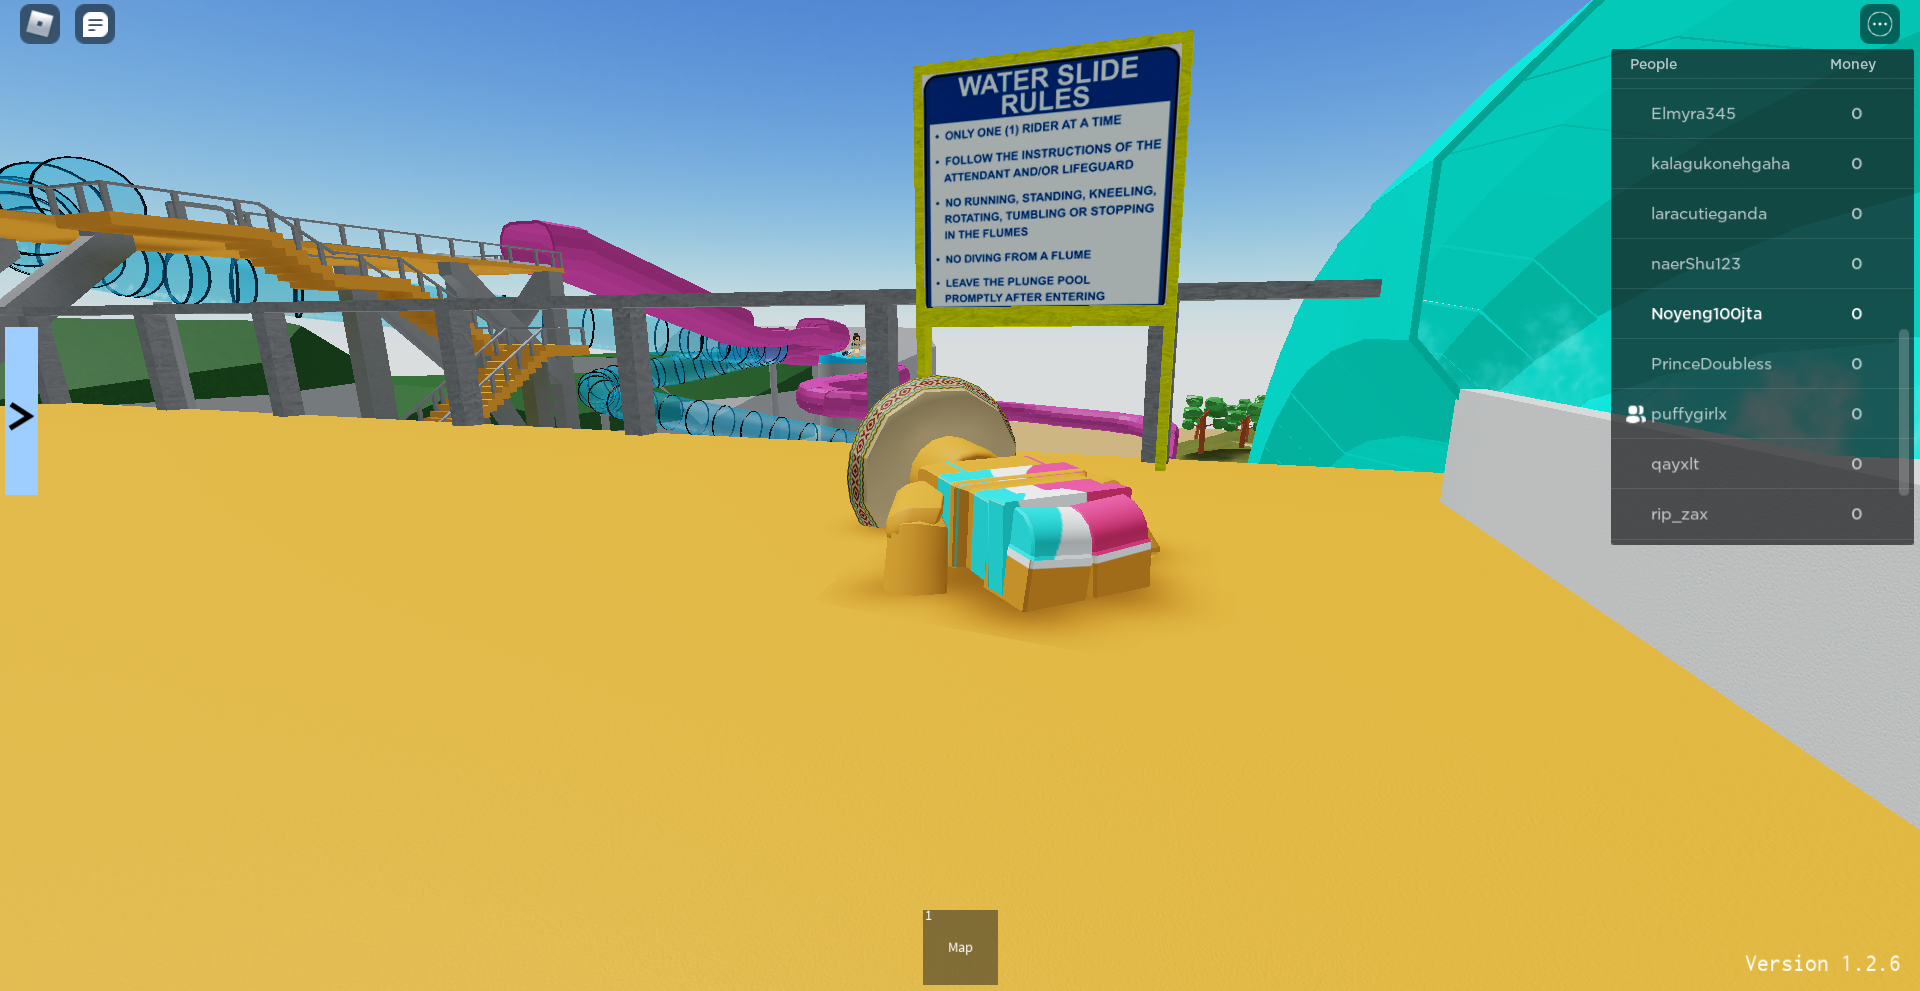 WATER SLIDE
RULES
• ONLY ONE (1) RIDER AT A TIME
• FOLLOW THE INSTRUCTIONS OF THE
ATTENDANT AND/OR LIFEGUARD
• NO RUNNING, STANDING, KNEELING,
ROTATING, TUMBLING OR STOPPING
IN THE FLUMES
• NO DIVING FROM A FLUME
• LEAVE THE PLUNGE POOL
PROMPTLY AFTER ENTERING
People Money
Elmyra345 0
kalagukonehgaha 0
laracutieganda 0
naerShu123 0
Noyeng100jta 0
PrinceDoubless 0
puffygirlx 0
qayxlt 0
rip_zax 0
>
1
Map
Version 1.2.6